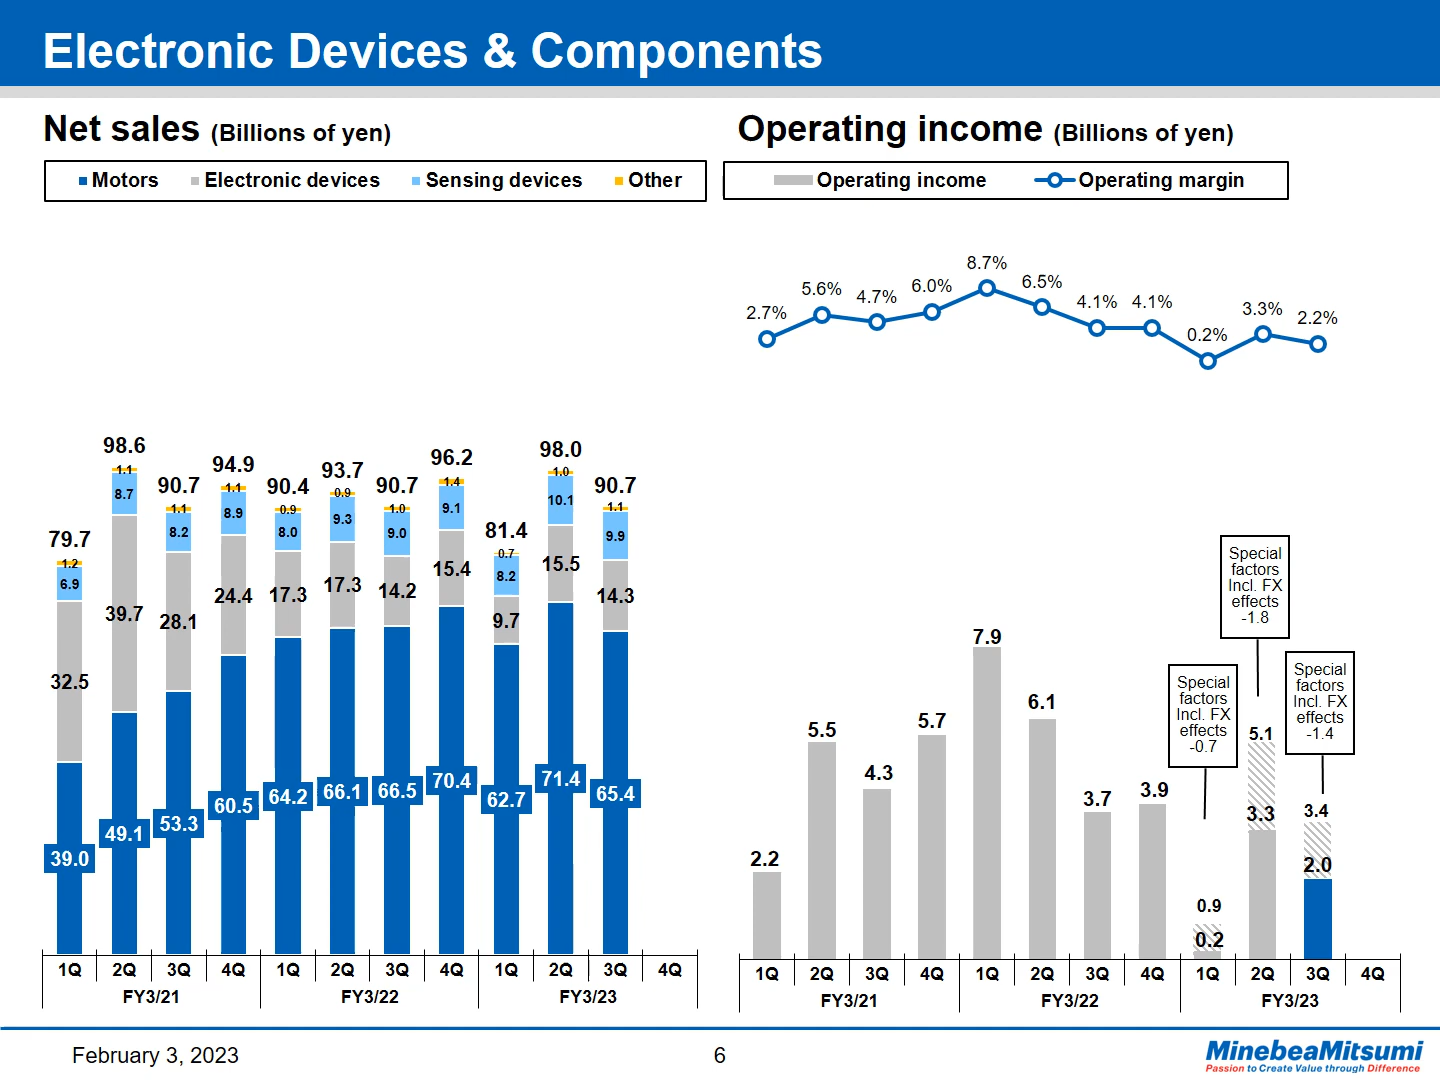 Electronic Devices & Components
Net sales (Billions of yen)
Motors Electronic devices Sensing devices Other
79.7
1.2
6.9
32.5
39.0
98.6
1.1
8.7
39.7
49.1
90.7
1.1
8.2
28.1
53.3
94.9
1.1
8.9
24.4
60.5
90.4
0.9
8.0
17.3
64.2
93.7
0.9
9.3
17.3
66.1
90.7
1.0
9.0
14.2
66.5
96.2
1.4
9.1
15.4
70.4
81.4
0.7
8.2
9.7
62.7
98.0
1.0
10.1
15.5
71.4
90.7
1.1
9.9
14.3
65.4
1Q 2Q 3Q 4Q 1Q 2Q 3Q 4Q 1Q 2Q 3Q 4Q
FY3/21 FY3/22 FY3/23
Operating income (Billions of yen)
Operating income Operating margin
2.7% 5.6% 4.7% 6.0% 8.7% 6.5% 4.1% 4.1% 0.2% 3.3% 2.2%
2.2
5.5
4.3
5.7
7.9
6.1
3.7
3.9
Special
factors
Incl. FX
effects
-0.7
0.9
0.2
Special
factors
Incl. FX
effects
-1.8
5.1
3.3
Special
factors
Incl. FX
effects
-1.4
3.4
2.0
1Q 2Q 3Q 4Q 1Q 2Q 3Q 4Q 1Q 2Q 3Q 4Q
FY3/21 FY3/22 FY3/23
February 3, 2023
6
MinebeaMitsumi
Passion to Create Value through Difference